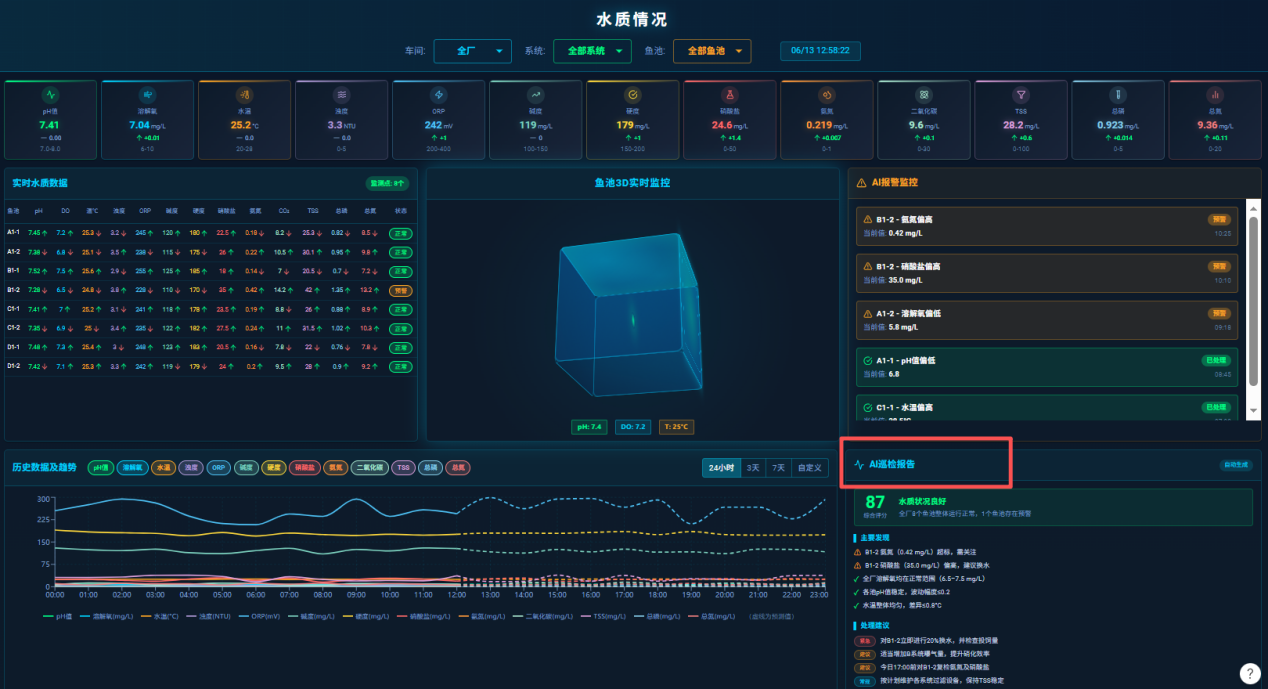 水质情况
车间: 全厂 系统: 全部系统 鱼池: 全部鱼池 06/13 12:58:22
pH值 溶解氧 水温 浊度 ORP 碱度 硬度 硝酸盐 氨氮 二氧化碳 TSS 总磷 总氮
7.41 7.04 mg/L 25.2 °C 3.3 NTU 242 mV 119 mg/L 179 mg/L 24.6 mg/L 0.219 mg/L 9.6 mg/L 28.2 mg/L 0.923 mg/L 9.36 mg/L
— 0.00 ↑ +0.01 — 0.0 — 0.0 ↑ +1 — 0 ↑ +1 ↑ +1.4 ↑ +0.007 ↑ +0.1 ↑ +0.6 ↑ +0.014 ↑ +0.11
7.0-8.0 6-10 20-28 0-5 200-400 100-150 150-200 0-50 0-1 0-20 0-100 0-5 0-20
实时水质数据 监测点: 8个
鱼池 pH DO 温℃ 浊度 ORP 碱度 硬度 硝酸盐 氨氮 CO₂ TSS 总磷 总氮 状态
A1-1 7.45 ↑ 7.2 ↑ 25.3 ↓ 3.2 ↓ 245 ↑ 120 ↑ 180 ↑ 22.5 ↑ 0.18 ↓ 8.2 ↓ 25.3 ↓ 0.82 ↓ 8.5 ↓ 正常
A1-2 7.38 ↓ 6.8 ↓ 25.1 ↓ 3.5 ↑ 238 ↓ 115 ↓ 175 ↓ 26 ↑ 0.22 ↑ 10.5 ↑ 30.1 ↑ 0.95 ↑ 9.8 ↑ 正常
B1-1 7.52 ↑ 7.5 ↑ 25.6 ↑ 2.9 ↓ 255 ↑ 125 ↑ 185 ↑ 18 ↑ 0.14 ↓ 7 ↓ 20.5 ↓ 0.7 ↓ 7.2 ↓ 正常
B1-2 7.28 ↓ 6.5 ↓ 24.8 ↓ 3.8 ↑ 228 ↓ 110 ↓ 170 ↓ 35 ↑ 0.42 ↑ 14.2 ↑ 42 ↑ 1.35 ↑ 13.2 ↑ 预警
C1-1 7.41 ↑ 7 ↑ 25.2 ↑ 3.1 ↓ 241 ↑ 118 ↑ 178 ↑ 23.5 ↑ 0.19 ↑ 8.8 ↓ 26 ↑ 0.88 ↑ 8.9 ↑ 正常
C1-2 7.35 ↓ 6.9 ↓ 25 ↓ 3.4 ↑ 235 ↓ 122 ↑ 182 ↑ 27.5 ↑ 0.24 ↑ 11 ↑ 31.5 ↑ 1.02 ↑ 10.3 ↑ 正常
D1-1 7.48 ↑ 7.3 ↑ 25.4 ↑ 3 ↓ 248 ↑ 123 ↑ 183 ↑ 20.5 ↑ 0.16 ↓ 7.8 ↓ 22 ↓ 0.76 ↓ 7.8 ↓ 正常
D1-2 7.42 ↓ 7.1 ↑ 25.3 ↓ 3.3 ↑ 242 ↑ 119 ↓ 179 ↓ 24 ↑ 0.2 ↑ 9.5 ↑ 28 ↑ 0.9 ↑ 9.2 ↑ 正常
鱼池3D实时监控
pH: 7.4 DO: 7.2 T: 25°C
AI报警监控
B1-2 - 氨氮偏高 预警
当前值: 0.42 mg/L 10:25
B1-2 - 硝酸盐偏高 预警
当前值: 35.0 mg/L 10:10
A1-2 - 溶解氧偏低 预警
当前值: 5.8 mg/L 09:15
A1-1 - pH值偏低 已处理
当前值: 6.8 08:45
C1-1 - 水温偏高 已处理
历史数据及趋势 pH值 溶解氧 水温 浊度 ORP 碱度 硬度 硝酸盐 氨氮 二氧化碳 TSS 总磷 总氮 24小时 3天 7天 自定义
300
225
150
75
0
00:00 01:00 02:00 03:00 04:00 05:00 06:00 07:00 08:00 09:00 10:00 11:00 12:00 13:00 14:00 15:00 16:00 17:00 18:00 19:00 20:00 21:00 22:00 23:00
pH值 溶解氧(mg/L) 水温(°C) 浊度(NTU) ORP(mV) 碱度(mg/L) 硬度(mg/L) 硝酸盐(mg/L) 氨氮(mg/L) 二氧化碳(mg/L) TSS(mg/L) 总磷(mg/L) 总氮(mg/L) (虚线为预测值)
AI巡检报告 自动生成
87 水质状况良好
综合评分 全厂8个鱼池整体运行正常，1个鱼池存在预警
主要发现
B1-2 氨氮（0.42 mg/L）超标，需关注
B1-2 硝酸盐（35.0 mg/L）偏高，建议换水
✓ 全厂溶解氧均在正常范围（6.5~7.5 mg/L）
✓ 各池pH值稳定，波动幅度≤0.2
✓ 水温整体均匀，差异≤0.8°C
处理建议
紧急 对B1-2立即进行20%换水，并检查投饲量
建议 适当增加B系统曝气量，提升硝化效率
建议 今日17:00前对B1-2复检氨氮及硝酸盐
常规 按计划维护各系统过滤设备，保持TSS稳定
?